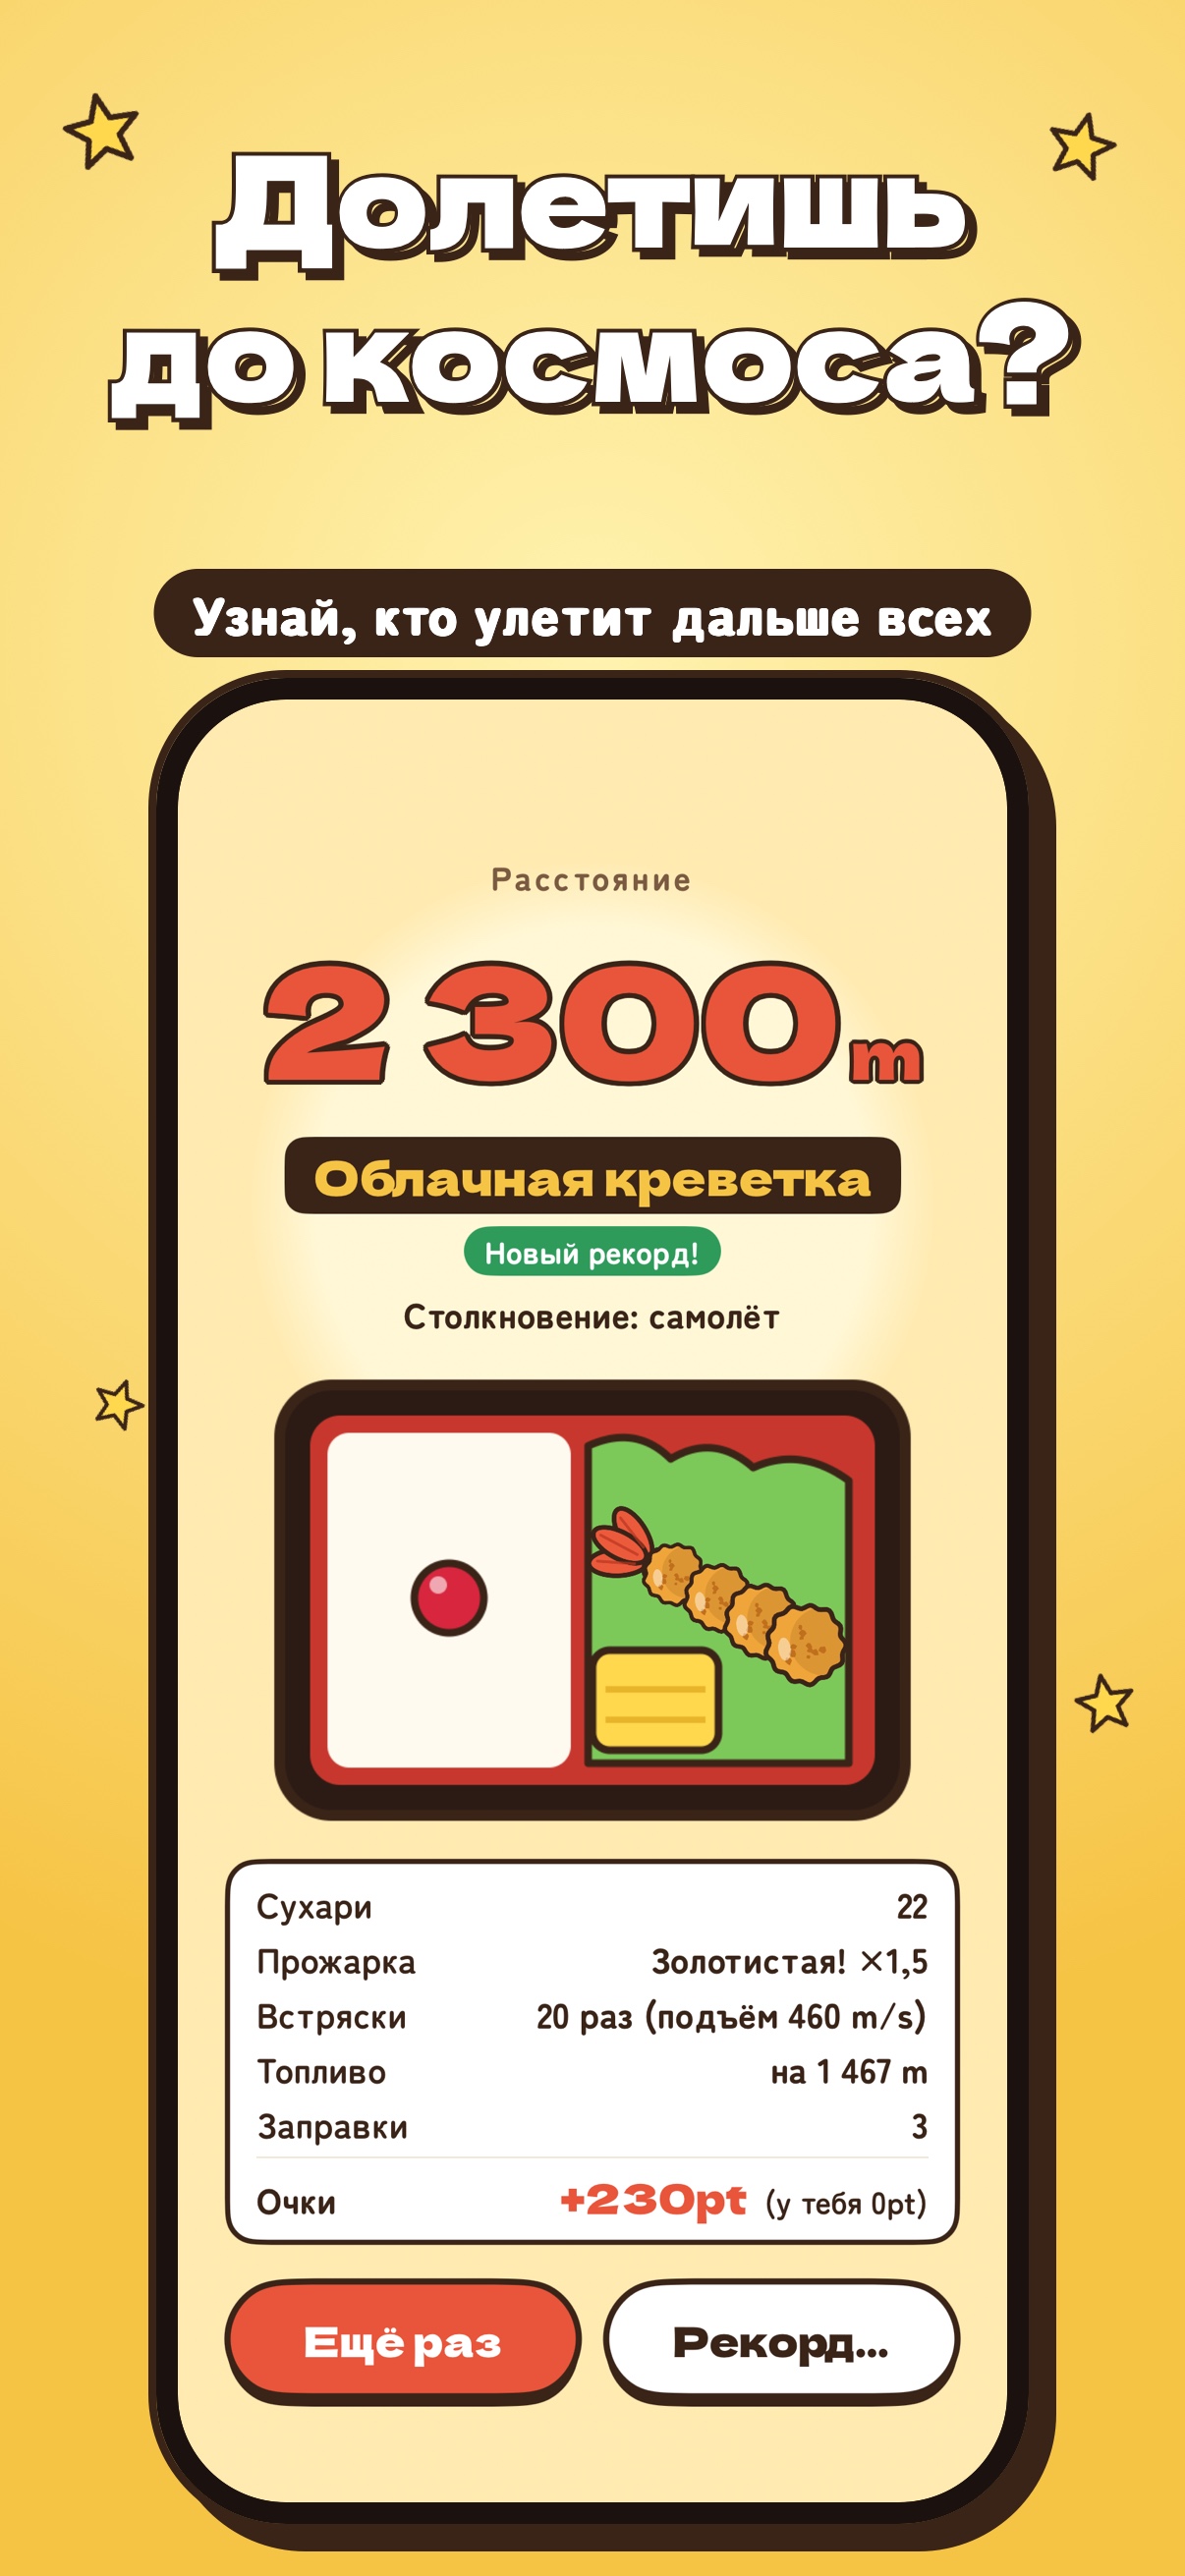 Долетишь
до космоса?
Узнай, кто улетит дальше всех
Расстояние
2 300 m
Облачная креветка
Новый рекорд!
Столкновение: самолёт
Сухари 22
Прожарка Золотистая! ×1,5
Встряски 20 раз (подъём 460 m/s)
Топливо на 1 467 m
Заправки 3
Очки +230pt (у тебя 0pt)
Ещё раз Рекорд...